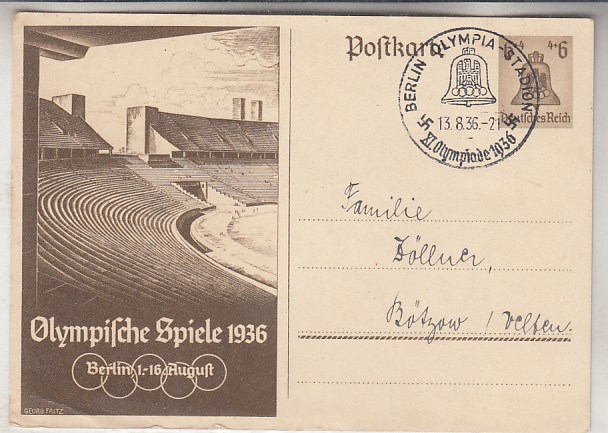 Olympische Spiele 1936
Berlin 1.-16. August
GEORG FRITZ
Postkarte
BERLIN OLYMPIA-STADION
13.8.36.-21
XI. Olympiade 1936
4+6
Deutsches Reich
Familie
Döllner,
Bötzow / Velten.